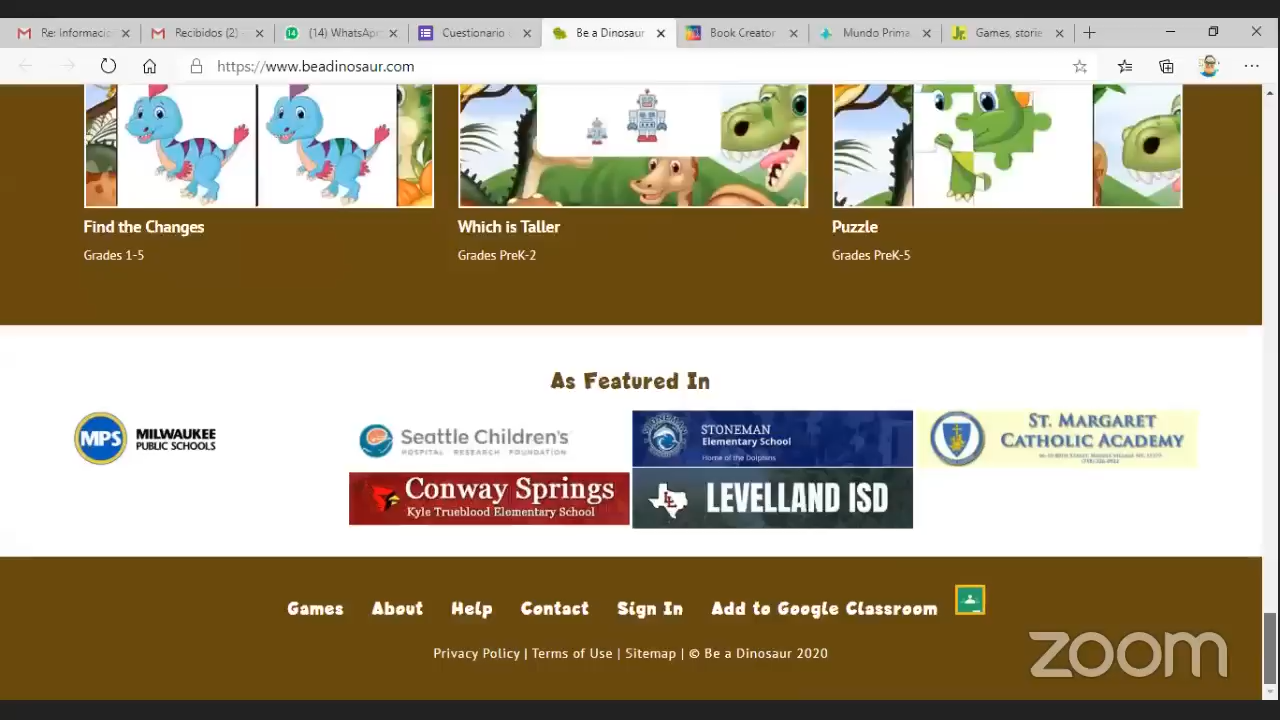 Re: Informaci
Recibidos (2)
(14) WhatsAp
Cuestionario
Be a Dinosaur
Book Creator
Mundo Prima
Games, storie
https://www.beadinosaur.com
Find the Changes
Grades 1-5
Which is Taller
Grades PreK-2
Puzzle
Grades PreK-5
As Featured In
MPS MILWAUKEE
PUBLIC SCHOOLS
Seattle Children's
HOSPITAL RESEARCH FOUNDATION
STONEMAN
Elementary School
Home of the Dolphins
ST. MARGARET
CATHOLIC ACADEMY
Conway Springs
Kyle Trueblood Elementary School
LEVELLAND ISD
Games About Help Contact Sign In Add to Google Classroom
Privacy Policy | Terms of Use | Sitemap | © Be a Dinosaur 2020
zoom